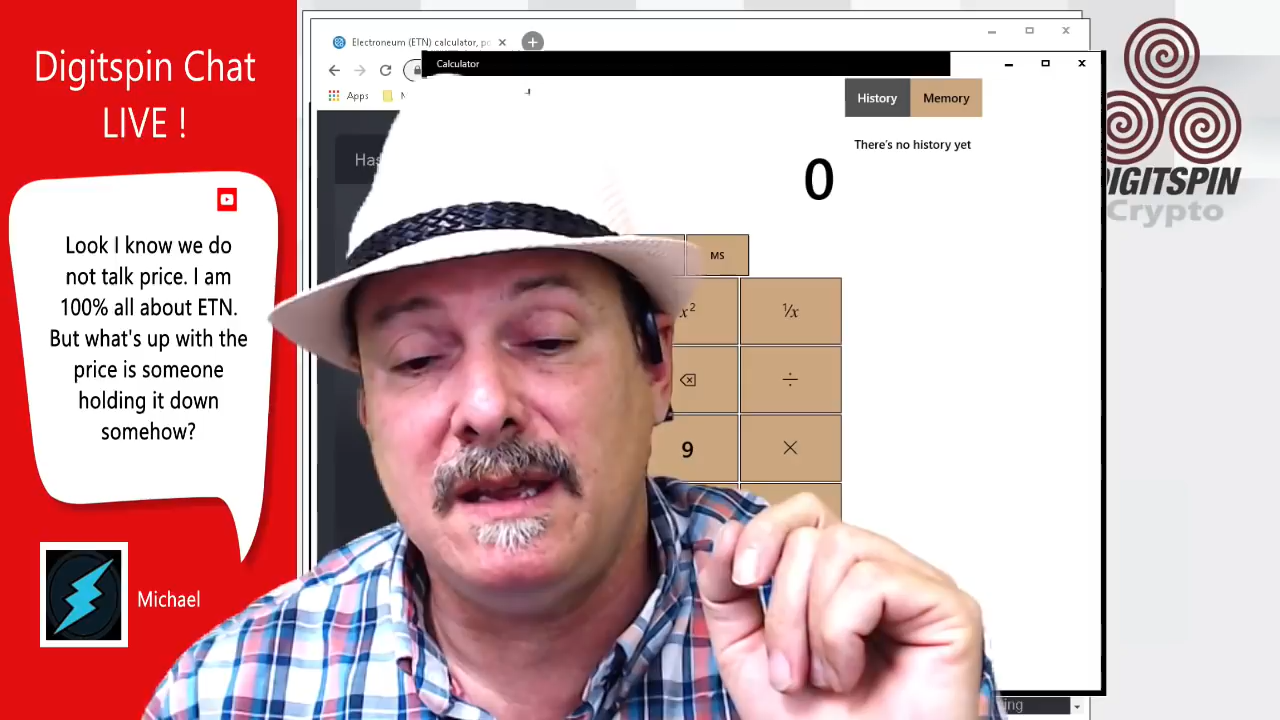 Digitspin Chat
LIVE !
Look I know we do
not talk price. I am
100% all about ETN.
But what's up with the
price is someone
holding it down
somehow?
Michael
Electroneum (ETN) calculator, po
Apps
Calculator
History
Memory
There's no history yet
0
MS
x²
¹/x
÷
9
×
DIGITSPIN
Crypto